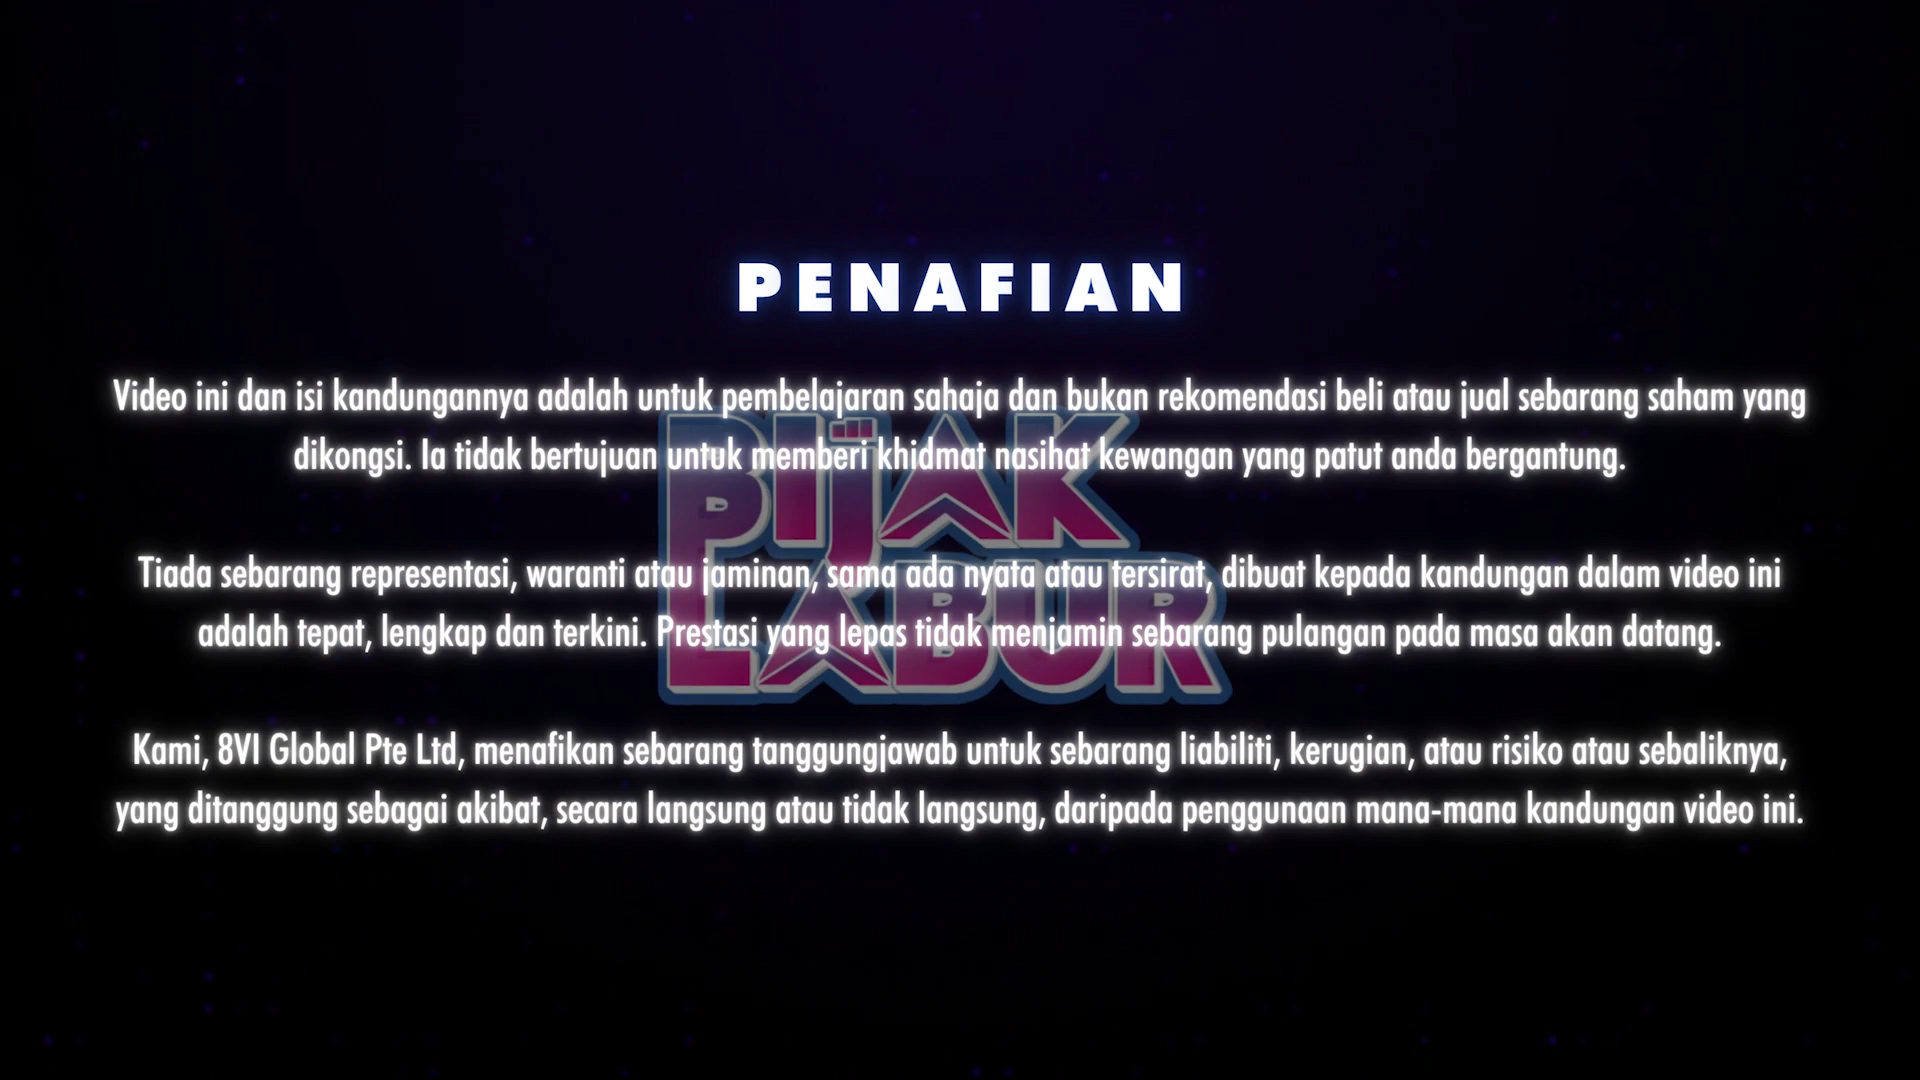 PENAFIAN
Video ini dan isi kandungannya adalah untuk pembelajaran sahaja dan bukan rekomendasi beli atau jual sebarang saham yang
dikongsi. Ia tidak bertujuan untuk memberi khidmat nasihat kewangan yang patut anda bergantung.
BIJAK
LABUR
Tiada sebarang representasi, waranti atau jaminan, sama ada nyata atau tersirat, dibuat kepada kandungan dalam video ini
adalah tepat, lengkap dan terkini. Prestasi yang lepas tidak menjamin sebarang pulangan pada masa akan datang.
Kami, 8VI Global Pte Ltd, menafikan sebarang tanggungjawab untuk sebarang liabiliti, kerugian, atau risiko atau sebaliknya,
yang ditanggung sebagai akibat, secara langsung atau tidak langsung, daripada penggunaan mana-mana kandungan video ini.